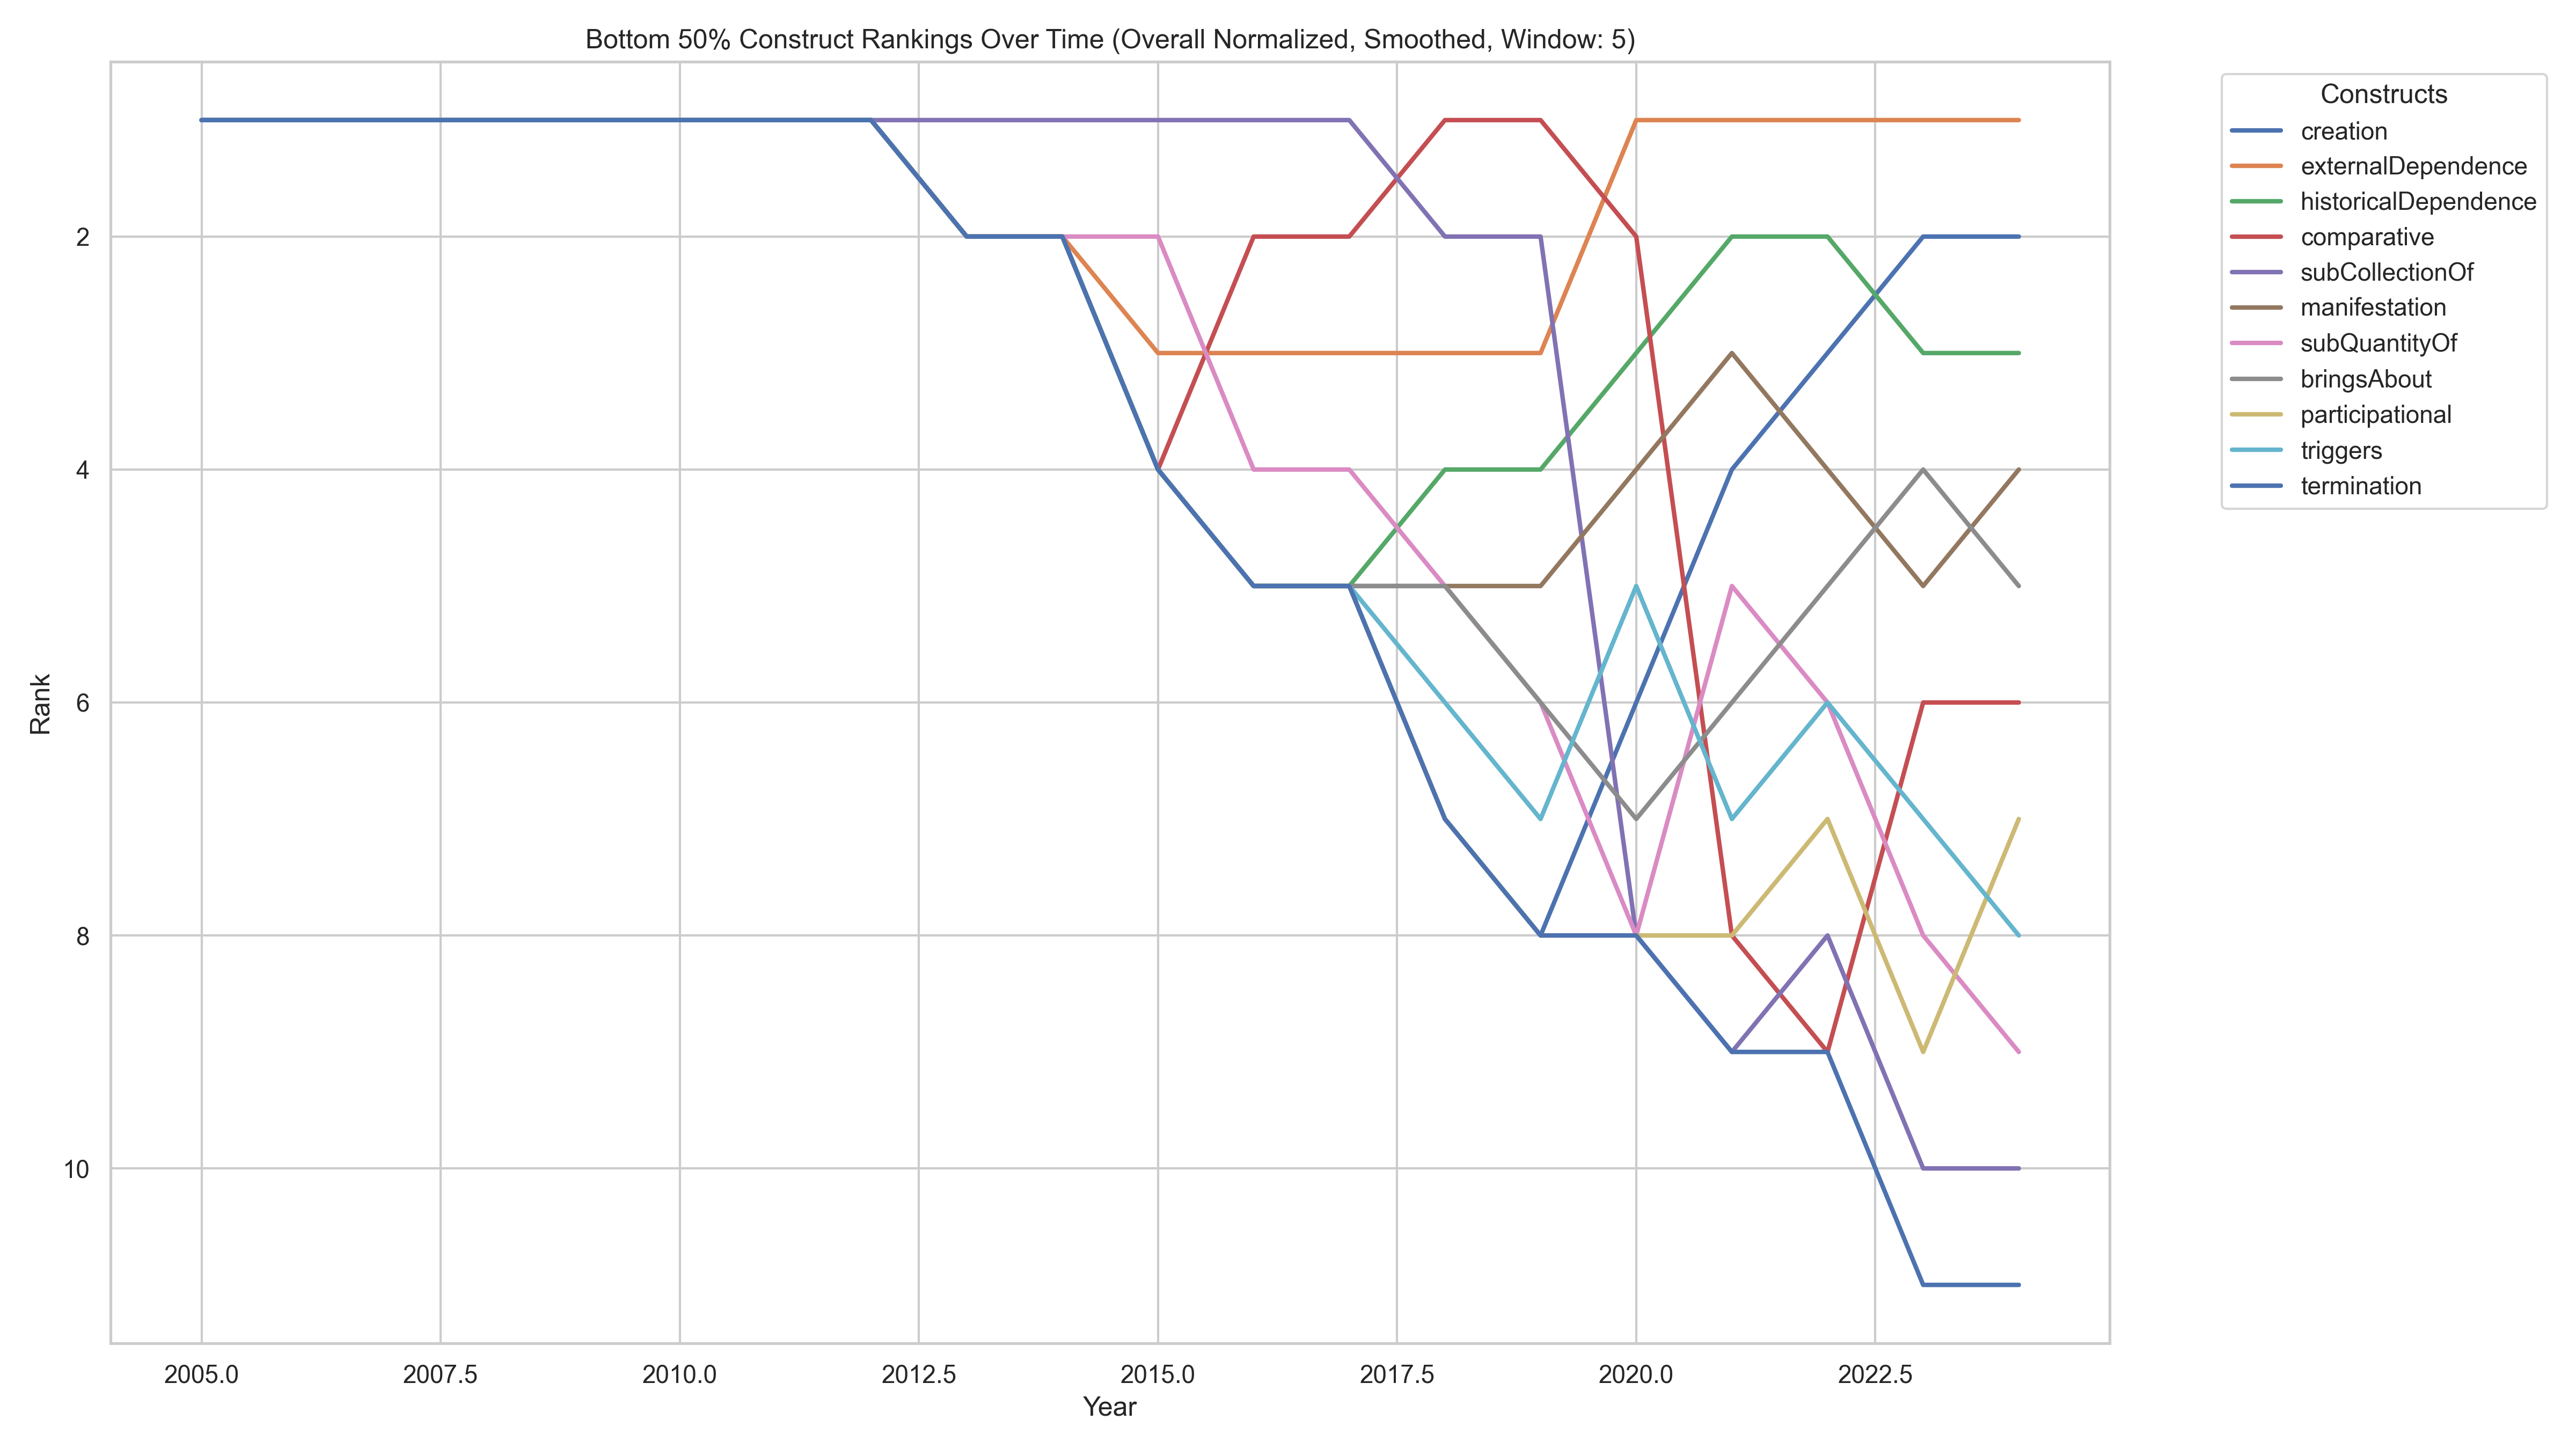 Bottom 50% Construct Rankings Over Time (Overall Normalized, Smoothed, Window: 5)
Constructs
creation
externalDependence
historicalDependence
comparative
subCollectionOf
manifestation
subQuantityOf
bringsAbout
participational
triggers
termination
Rank
2
4
6
8
10
2005.0 2007.5 2010.0 2012.5 2015.0 2017.5 2020.0 2022.5
Year